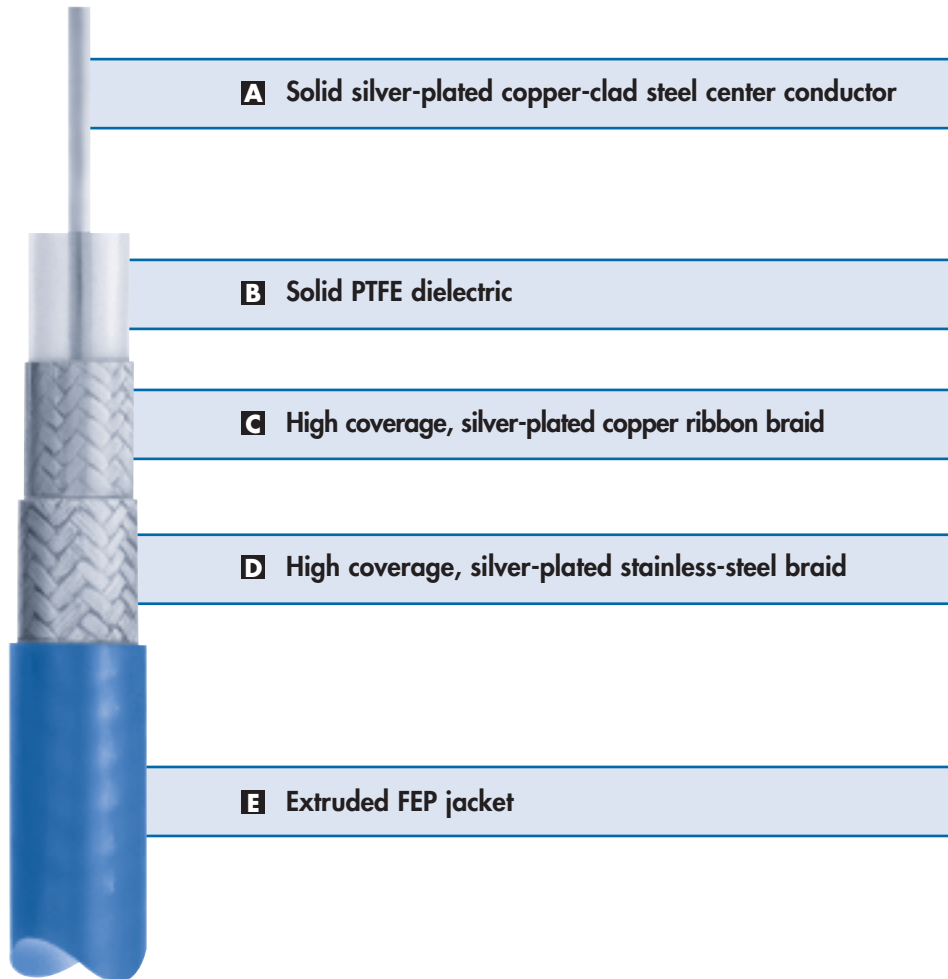 A Solid silver-plated copper-clad steel center conductor
B Solid PTFE dielectric
C High coverage, silver-plated copper ribbon braid
D High coverage, silver-plated stainless-steel braid
E Extruded FEP jacket